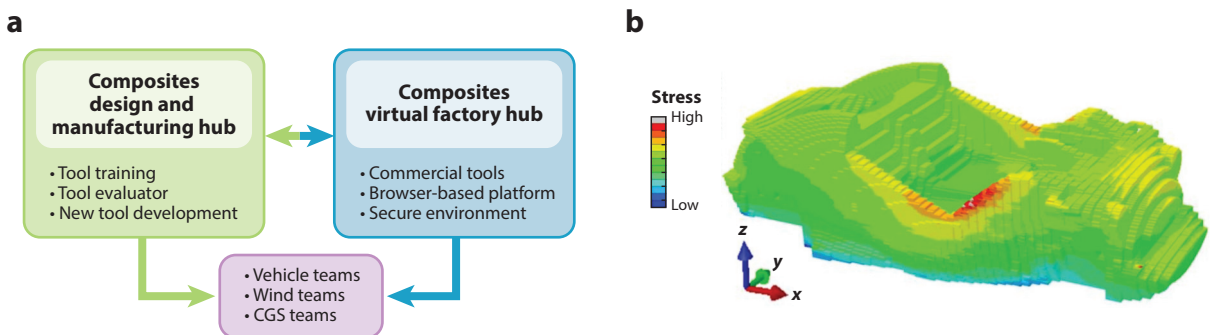 a
Composites
design and
manufacturing hub
• Tool training
• Tool evaluator
• New tool development
Composites
virtual factory hub
• Commercial tools
• Browser-based platform
• Secure environment
• Vehicle teams
• Wind teams
• CGS teams
b
Stress
High
Low
z
y
x